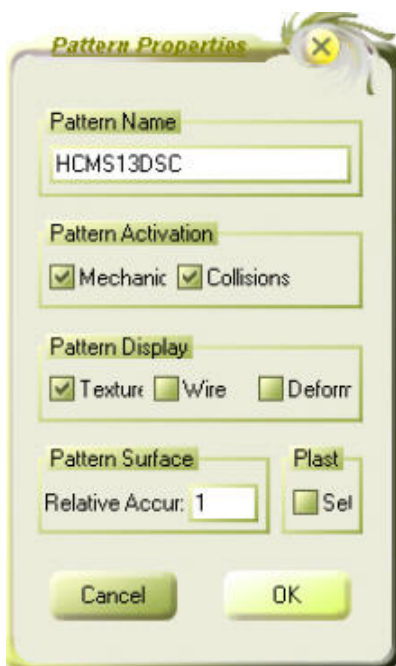 Pattern Properties
Pattern Name
HCMS13DSC
Pattern Activation
Mechanic Collisions
Pattern Display
Texture Wire Deform
Pattern Surface Plast
Relative Accur: 1 Sel
Cancel OK